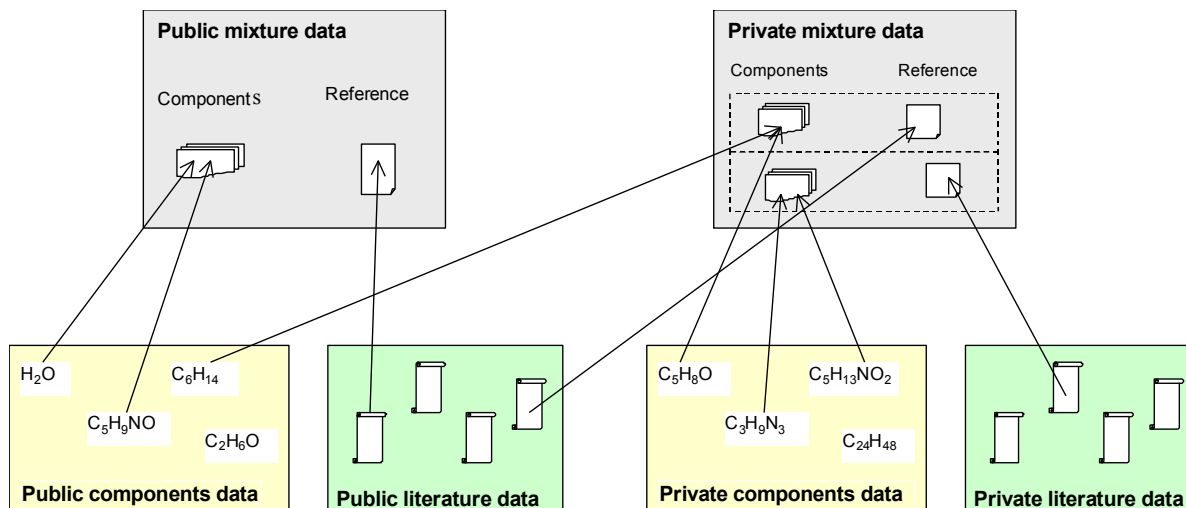 Public mixture data
Components
Reference
Private mixture data
Components
Reference
H₂O
C₆H₁₄
C₅H₉NO
C₂H₆O
Public components data
Public literature data
C₅H₈O
C₅H₁₃NO₂
C₃H₉N₃
C₂₄H₄₈
Private components data
Private literature data